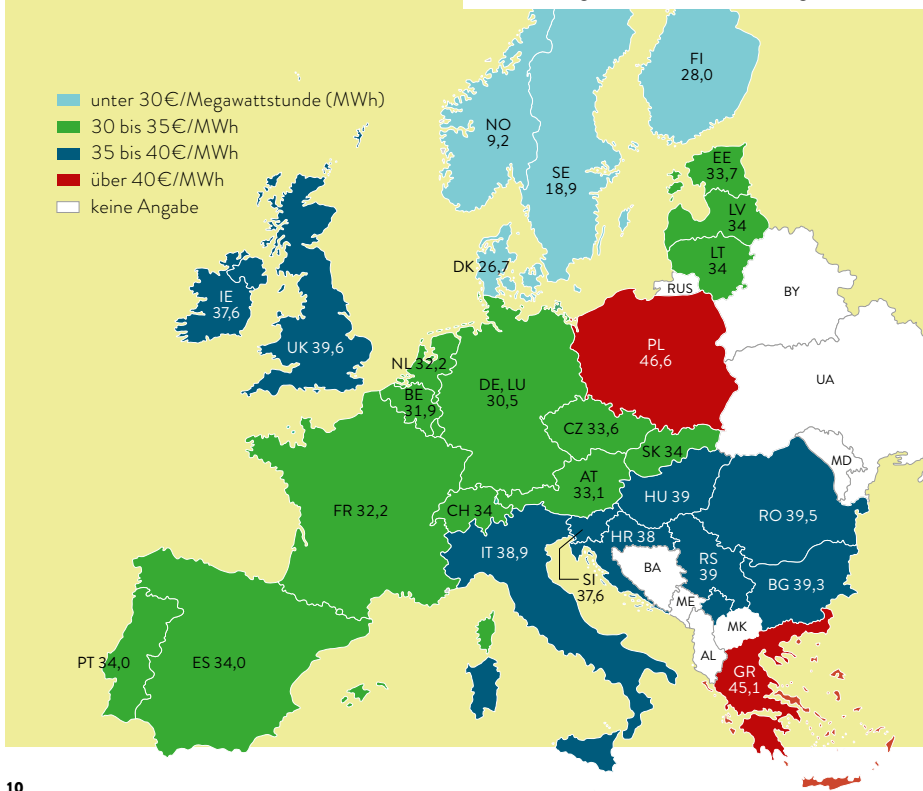 unter 30€/Megawattstunde (MWh)
30 bis 35€/MWh
35 bis 40€/MWh
über 40€/MWh
keine Angabe
FI
28,0
NO
9,2
SE
18,9
EE
33,7
LV
34
LT
34
DK 26,7
RUS
BY
IE
37,6
UK 39,6
NL 32,2
PL
46,6
DE, LU
30,5
UA
BE
31,9
CZ 33,6
SK 34
MD
AT
33,1
HU 39
FR 32,2
CH 34
RO 39,5
IT 38,9
HR 38
RS
39
BA
SI
37,6
BG 39,3
ME
MK
AL
PT 34,0
ES 34,0
GR
45,1
10